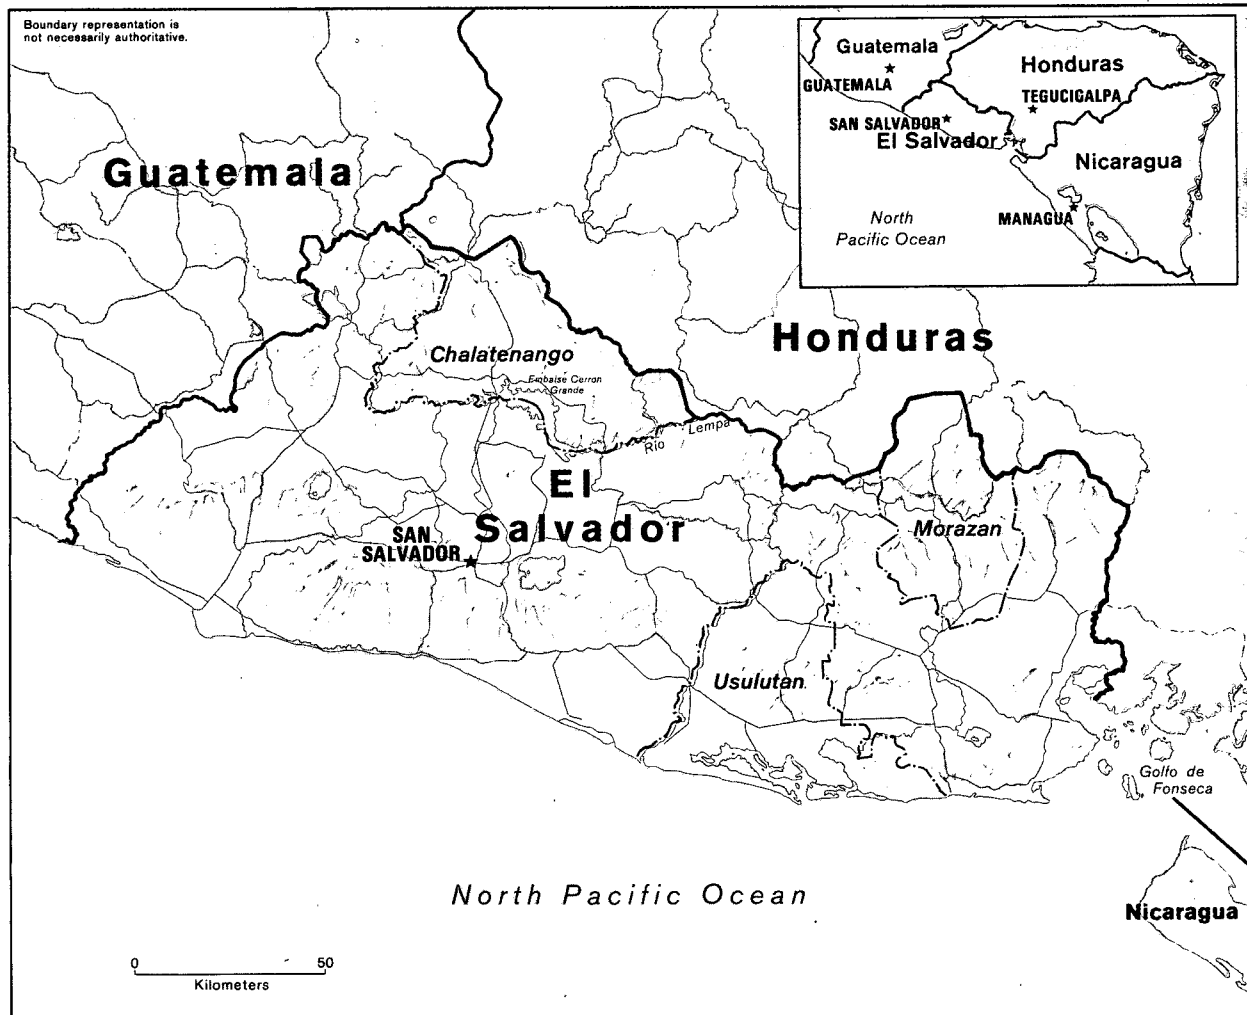 Boundary representation is
not necessarily authoritative.
Guatemala
GUATEMALA
Honduras
TEGUCIGALPA
SAN SALVADOR
El Salvador
Nicaragua
MANAGUA
North
Pacific Ocean
Guatemala
Honduras
Chalatenango
Embalse Cerron
Grande
Rio Lempa
El
Salvador
SAN
SALVADOR
Morazan
Usulutan
Golfo de
Fonseca
North Pacific Ocean
Nicaragua
0 50
Kilometers